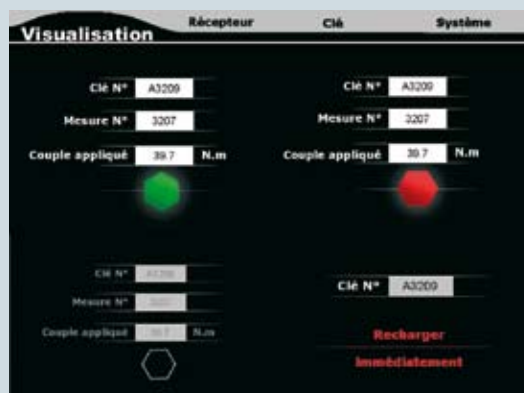 Visualisation
Récepteur Clé Système
Clé N° A3209
Mesure N° 3207
Couple appliqué 39.7 N.m
Clé N° A3209
Mesure N° 3207
Couple appliqué 39.7 N.m
Clé N°
Mesure N°
Couple appliqué N.m
Clé N° A3209
Recharger
Immédiatement